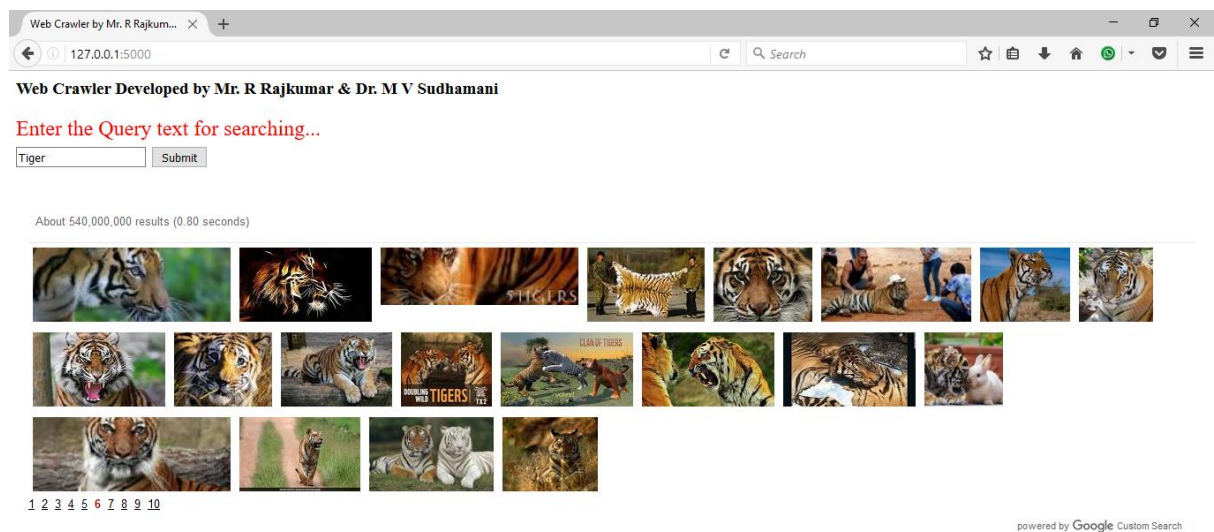 Web Crawler by Mr. R Rajkum...
127.0.0.1:5000
Search
Web Crawler Developed by Mr. R Rajkumar & Dr. M V Sudhamani
Enter the Query text for searching...
Tiger
Submit
About 540,000,000 results (0.80 seconds)
TIGERS
DOUBLING
WILD TIGERS
TX2
CLAN OF TIGERS
1 2 3 4 5 6 7 8 9 10
powered by Google Custom Search